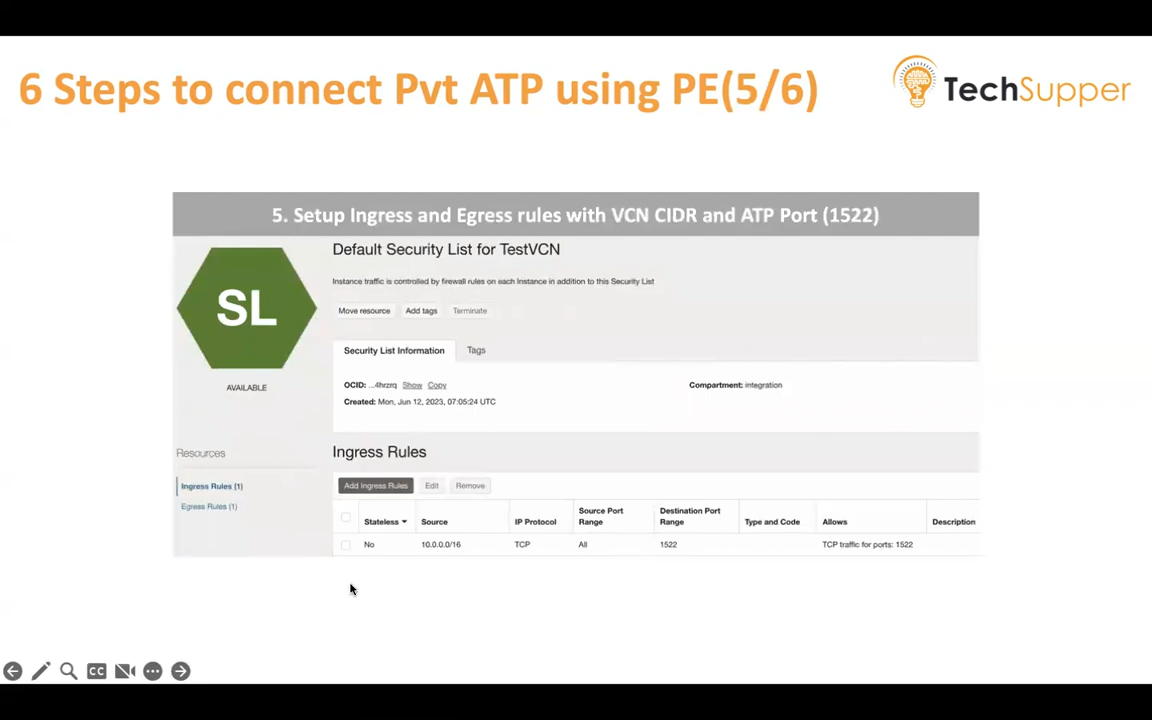 6 Steps to connect Pvt ATP using PE(5/6)
TechSupper
5. Setup Ingress and Egress rules with VCN CIDR and ATP Port (1522)
SL
AVAILABLE
Default Security List for TestVCN
Instance traffic is controlled by firewall rules on each Instance in addition to this Security List
Move resource Add tags Terminate
Security List Information Tags
OCID: ...4hrzrq Show Copy Compartment: integration
Created: Mon, Jun 12, 2023, 07:05:24 UTC
Resources
Ingress Rules (1)
Egress Rules (1)
Ingress Rules
Add Ingress Rules Edit Remove
Stateless Source IP Protocol Source Port Range Destination Port Range Type and Code Allows Description
No 10.0.0.0/16 TCP All 1522 TCP traffic for ports: 1522
CC